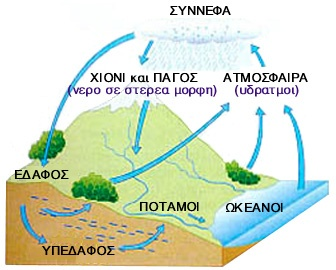 ΣΥΝΝΕΦΑ
ΧΙΟΝΙ και ΠΑΓΟΣ
(νερο σε στερεα μορφη)
ΑΤΜΟΣΦΑΙΡΑ
(υδρατμοι)
ΕΔΑΦΟΣ
ΠΟΤΑΜΟΙ
ΩΚΕΑΝΟΙ
ΥΠΕΔΑΦΟΣ